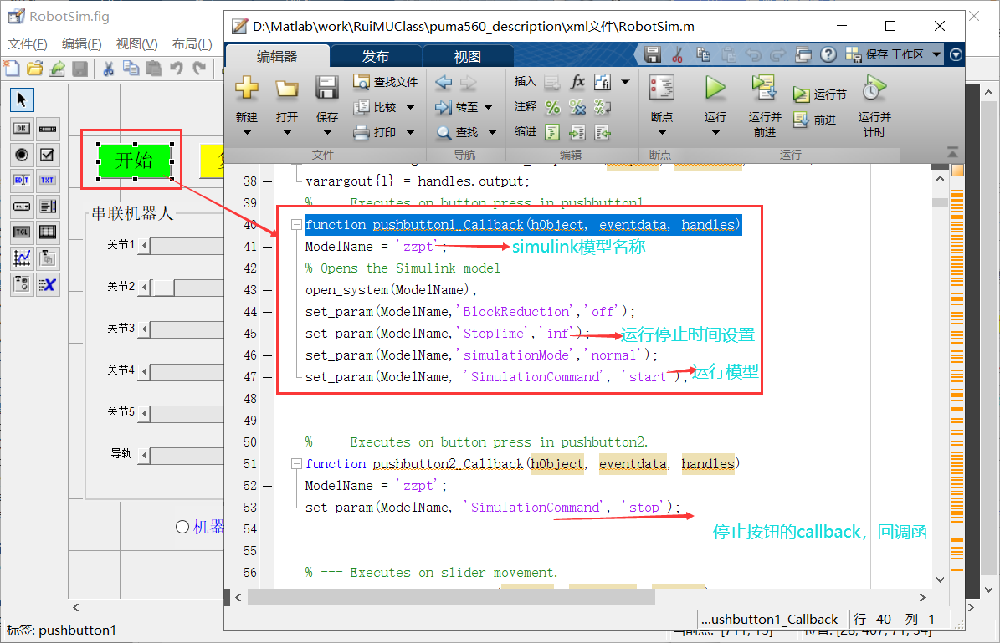 RobotSim.fig
文件(F) 编辑(E) 视图(V) 布局(L)
OK
EDIT TXT
TGL
开始
串联机器人
关节1
关节2
关节3
关节4
关节5
导轨
机器
标签: pushbutton1
D:\Matlab\work\RuiMUClass\puma560_description\xml文件\RobotSim.m
编辑器 发布 视图
保存 工作区
新建 打开 保存
查找文件
比较
打印
文件
转至
查找
导航
插入 fx
注释
缩进
编辑
断点
断点
运行 运行并前进 运行节 前进 运行并计时
运行
38 varargout{1} = handles.output;
39 % --- Executes on button press in pushbutton1.
40 function pushbutton1_Callback(hObject, eventdata, handles)
41 ModelName = 'zzpt'; simulink模型名称
42 % Opens the Simulink model
43 open_system(ModelName);
44 set_param(ModelName,'BlockReduction','off');
45 set_param(ModelName,'StopTime','inf'); 运行停止时间设置
46 set_param(ModelName,'simulationMode','normal');
47 set_param(ModelName, 'SimulationCommand', 'start'); 运行模型
48
49
50 % --- Executes on button press in pushbutton2.
51 function pushbutton2_Callback(hObject, eventdata, handles)
52 ModelName = 'zzpt';
53 set_param(ModelName, 'SimulationCommand', 'stop');
54 停止按钮的callback，回调函
55
56 % --- Executes on slider movement.
...ushbutton1_Callback 行 40 列 1